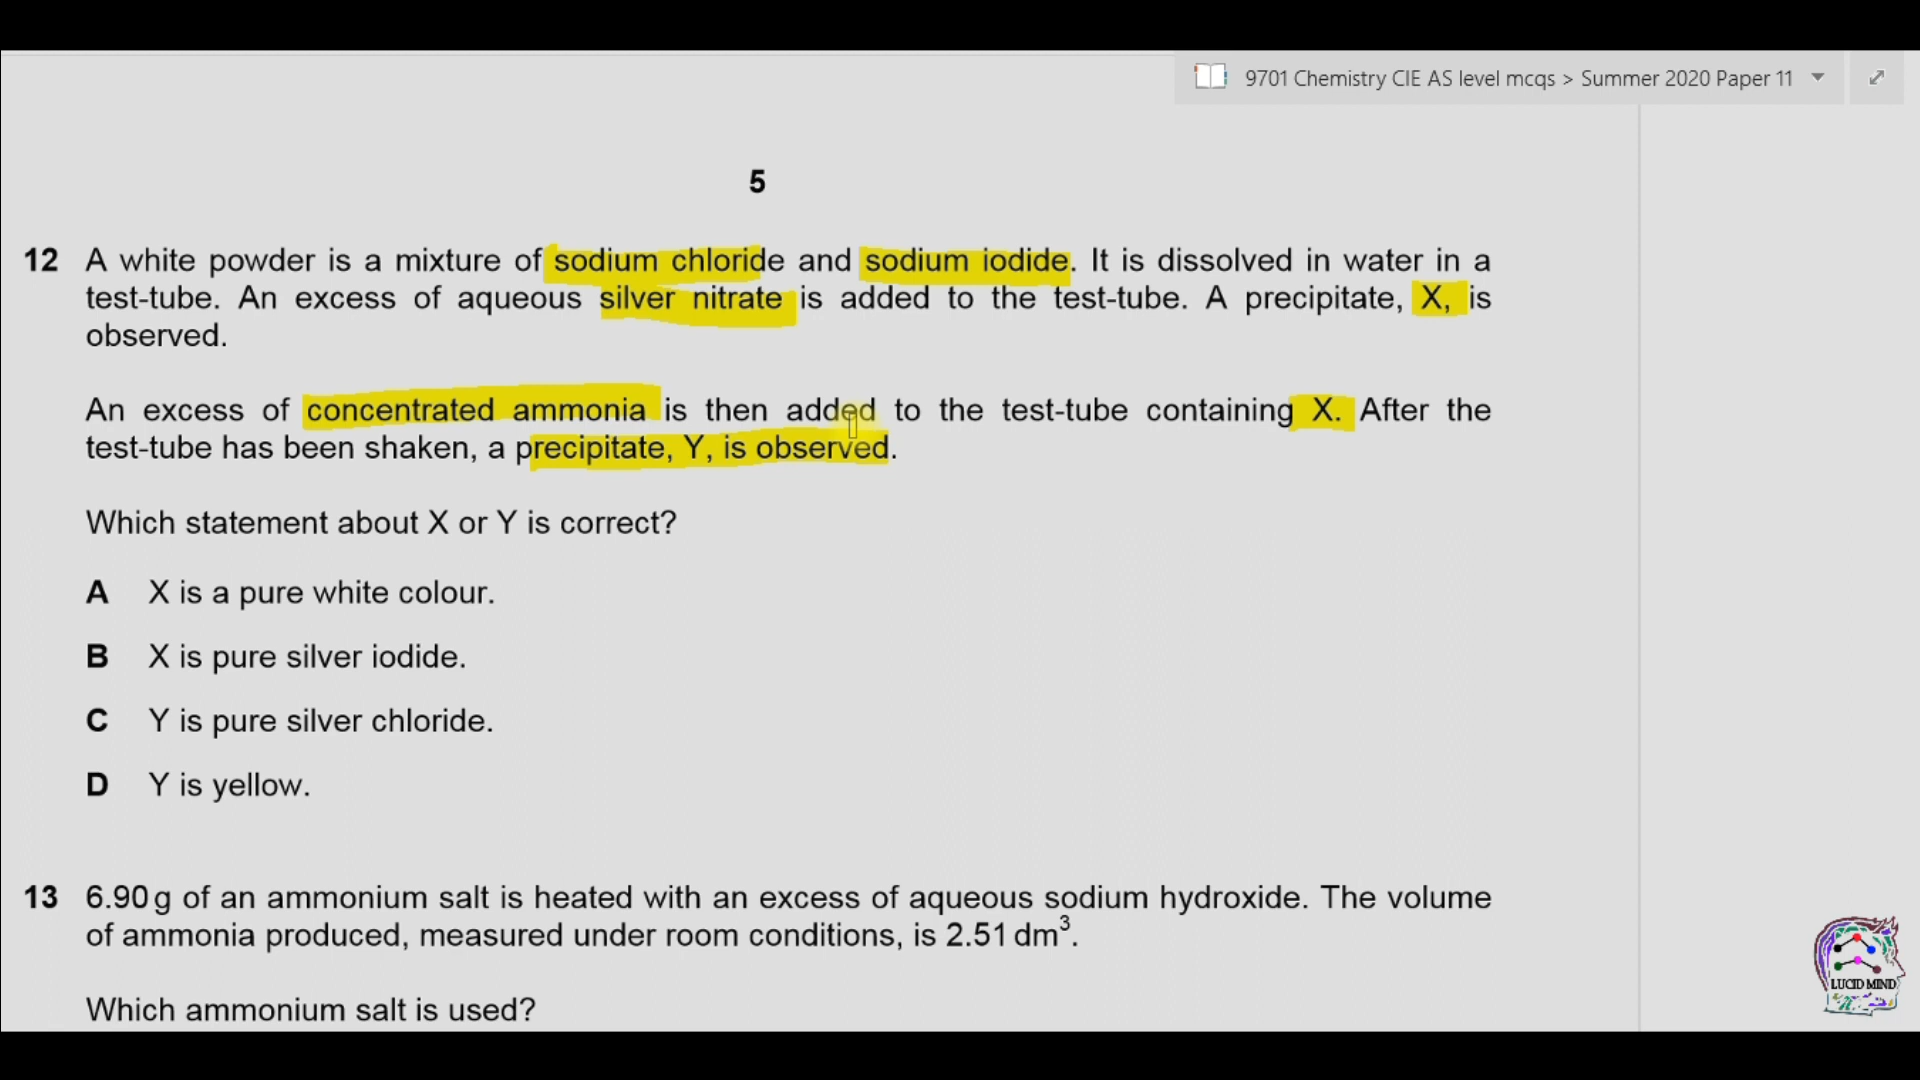 9701 Chemistry CIE AS level mcqs > Summer 2020 Paper 11
5
12 A white powder is a mixture of sodium chloride and sodium iodide. It is dissolved in water in a
test-tube. An excess of aqueous silver nitrate is added to the test-tube. A precipitate, X, is
observed.
An excess of concentrated ammonia is then added to the test-tube containing X. After the
test-tube has been shaken, a precipitate, Y, is observed.
Which statement about X or Y is correct?
A X is a pure white colour.
B X is pure silver iodide.
C Y is pure silver chloride.
D Y is yellow.
13 6.90 g of an ammonium salt is heated with an excess of aqueous sodium hydroxide. The volume
of ammonia produced, measured under room conditions, is 2.51 dm³.
Which ammonium salt is used?
LUCID MIND